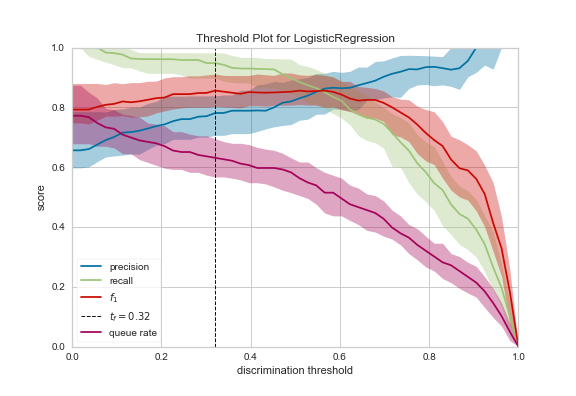 Threshold Plot for LogisticRegression
1.0
0.8
0.6
0.4
0.2
0.0
score
precision
recall
f₁
t_f = 0.32
queue rate
0.0 0.2 0.4 0.6 0.8 1.0
discrimination threshold